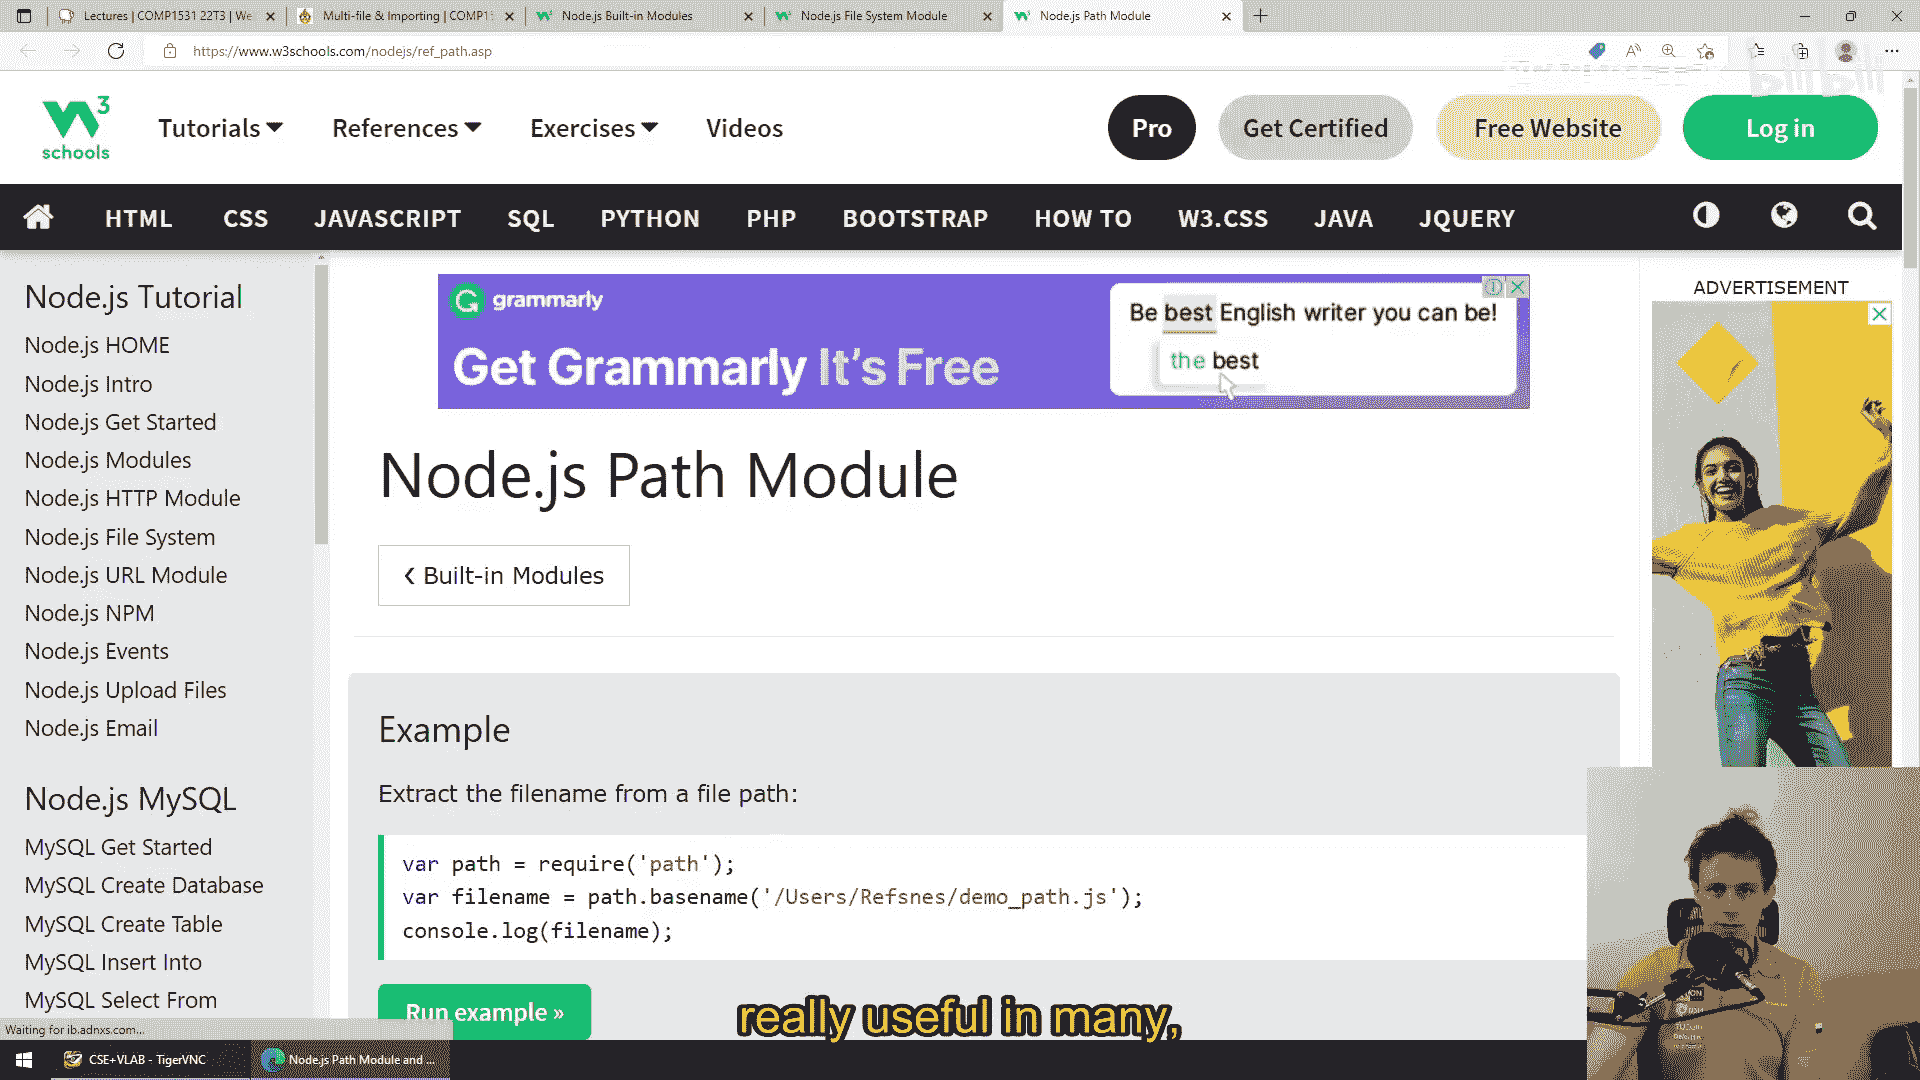 Lectures | COMP1531 22T3 | We
Multi-file & Importing | COMP1
Node.js Built-in Modules
Node.js File System Module
Node.js Path Module
https://www.w3schools.com/nodejs/ref_path.asp
3
schools
Tutorials
References
Exercises
Videos
Pro
Get Certified
Free Website
Log in
HTML
CSS
JAVASCRIPT
SQL
PYTHON
PHP
BOOTSTRAP
HOW TO
W3.CSS
JAVA
JQUERY
Node.js Tutorial
Node.js HOME
Node.js Intro
Node.js Get Started
Node.js Modules
Node.js HTTP Module
Node.js File System
Node.js URL Module
Node.js NPM
Node.js Events
Node.js Upload Files
Node.js Email
Node.js MySQL
MySQL Get Started
MySQL Create Database
MySQL Create Table
MySQL Insert Into
MySQL Select From
grammarly
Get Grammarly It's Free
Be best English writer you can be!
the best
ADVERTISEMENT
Node.js Path Module
❮ Built-in Modules
Example
Extract the filename from a file path:
var path = require('path');
var filename = path.basename('/Users/Refsnes/demo_path.js');
console.log(filename);
Run example »
really useful in many,
Waiting for ib.adnxs.com...
CSE+VLAB - TigerVNC
Node.js Path Module and ...